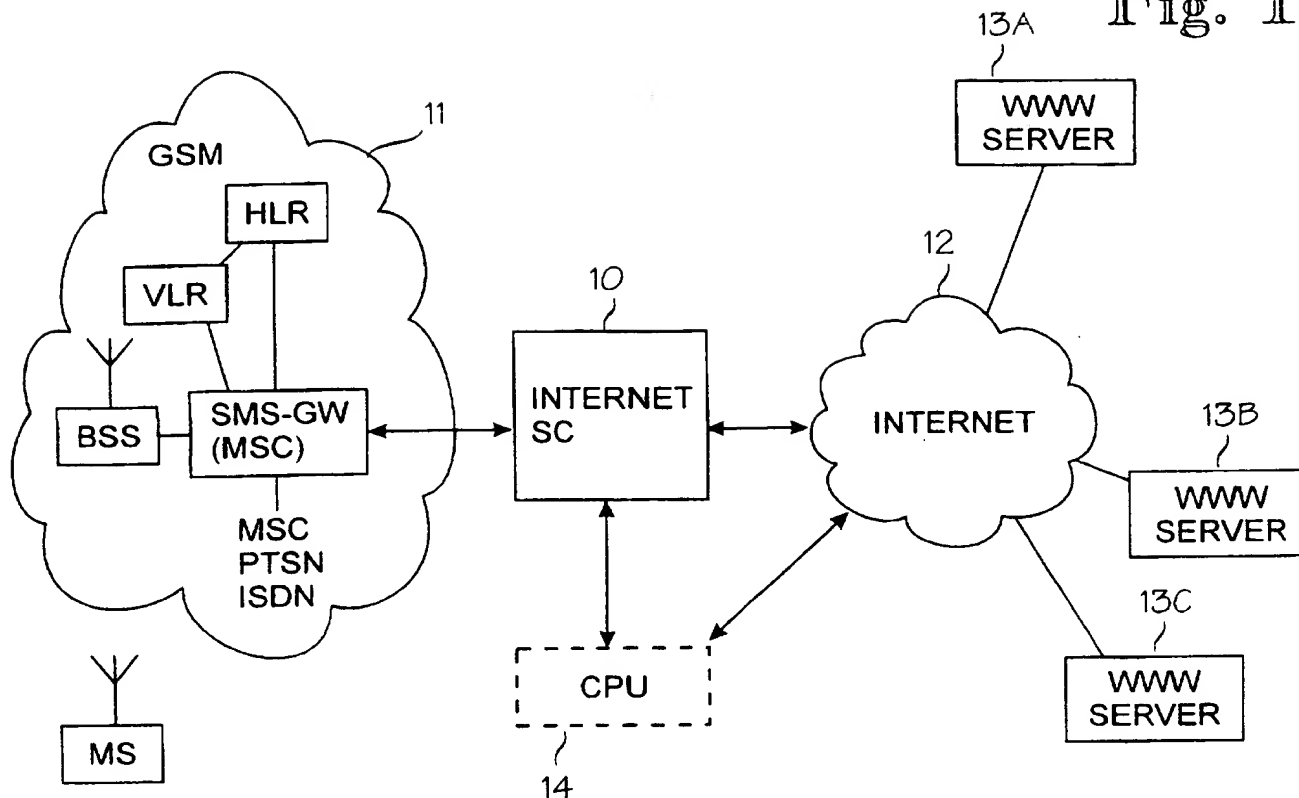 Fig. 1
13A
WWW
SERVER
11
GSM
HLR
VLR
12
10
BSS
SMS-GW
(MSC)
INTERNET
SC
INTERNET
13B
WWW
SERVER
MSC
PTSN
ISDN
13C
CPU
WWW
SERVER
MS
14